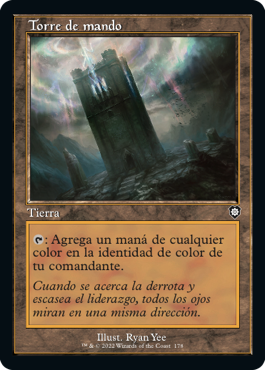 Torre de mando
Tierra
: Agrega un maná de cualquier
color en la identidad de color de
tu comandante.
Cuando se acerca la derrota y
escasea el liderazgo, todos los ojos
miran en una misma dirección.
Illus. Ryan Yee
™ & © 2022 Wizards of the Coast 178